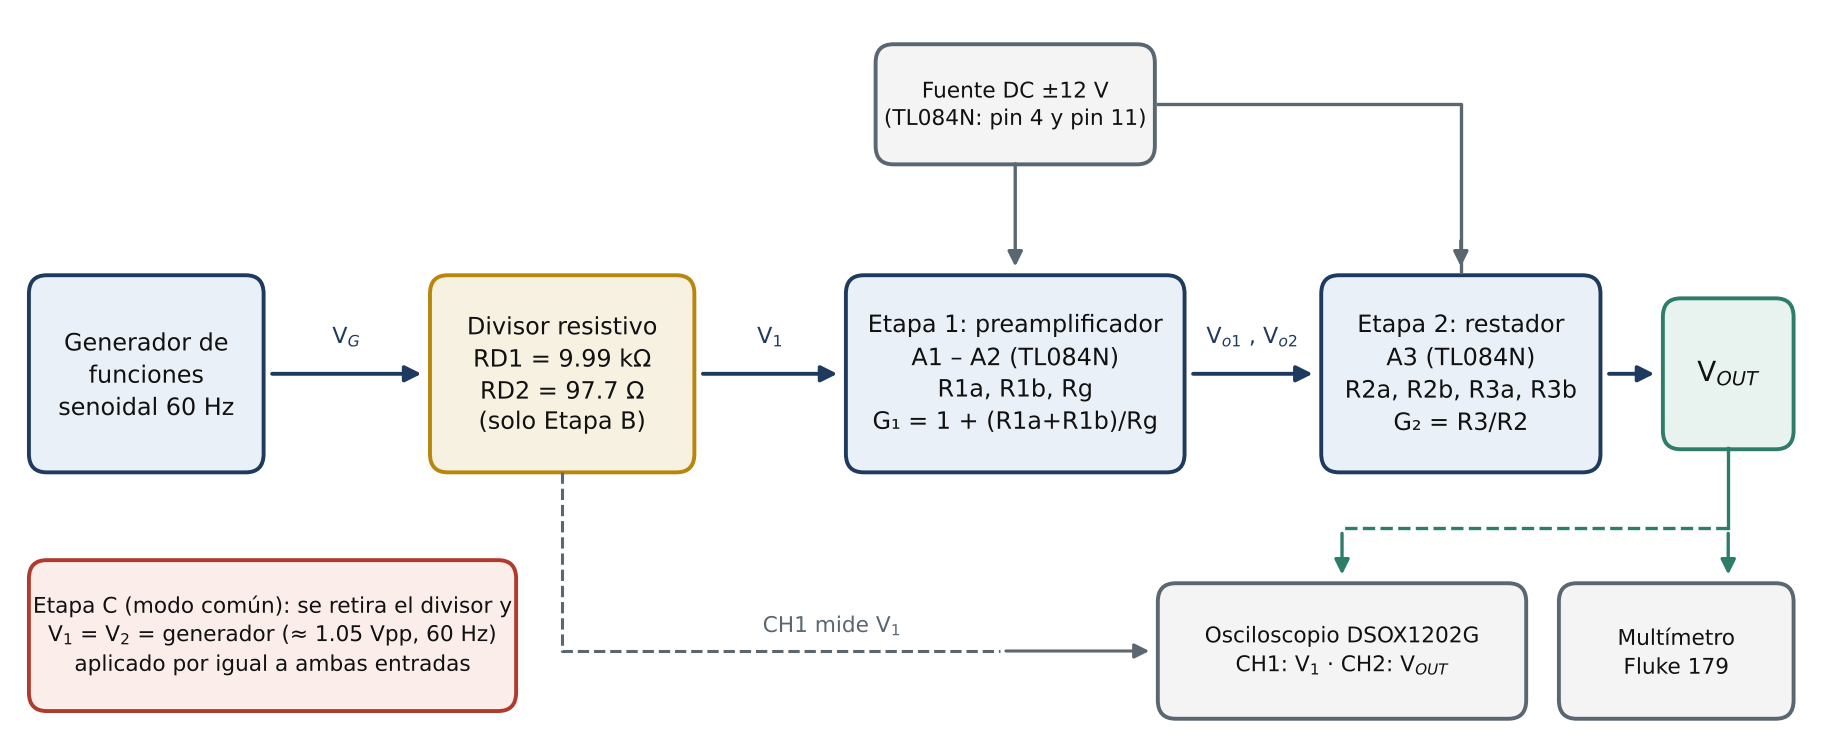 Fuente DC ±12 V
(TL084N: pin 4 y pin 11)
Generador de
funciones
senoidal 60 Hz
V_G
Divisor resistivo
RD1 = 9.99 kΩ
RD2 = 97.7 Ω
(solo Etapa B)
V₁
Etapa 1: preamplificador
A1 – A2 (TL084N)
R1a, R1b, Rg
G₁ = 1 + (R1a+R1b)/Rg
V_o1 , V_o2
Etapa 2: restador
A3 (TL084N)
R2a, R2b, R3a, R3b
G₂ = R3/R2
V_OUT
Etapa C (modo común): se retira el divisor y
V₁ = V₂ = generador (≈ 1.05 Vpp, 60 Hz)
aplicado por igual a ambas entradas
CH1 mide V₁
Osciloscopio DSOX1202G
CH1: V₁ · CH2: V_OUT
Multímetro
Fluke 179